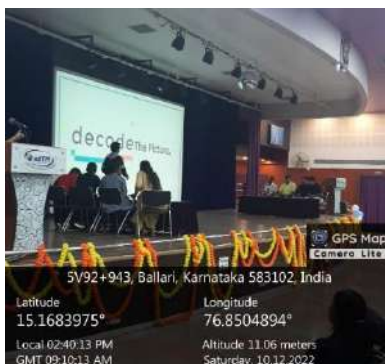 decode The Picture.
GPS Map
Camera Lite
5V92+943, Ballari, Karnataka 583102, India
Latitude
15.1683975°
Longitude
76.8504894°
Local 02:40:13 PM
GMT 09:10:13 AM
Altitude 11.06 meters
Saturday, 10.12.2022